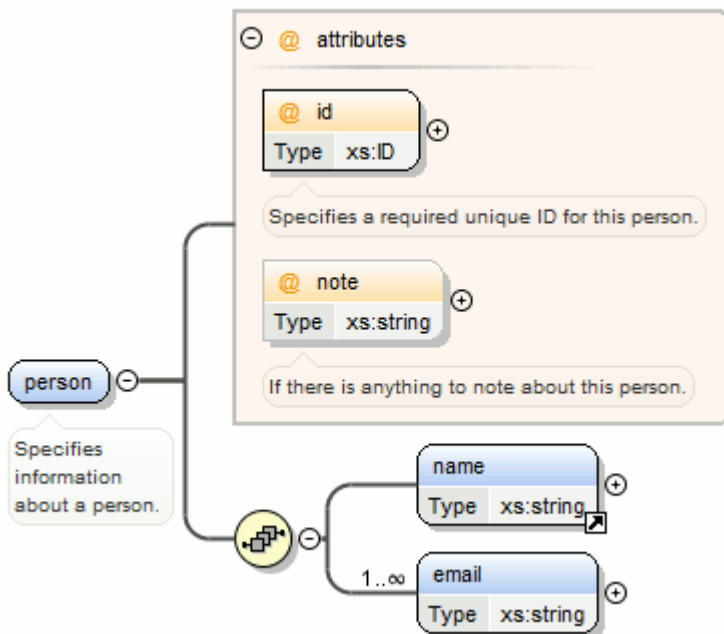 @ attributes
@ id
Type xs:ID
Specifies a required unique ID for this person.
@ note
Type xs:string
If there is anything to note about this person.
person
Specifies
information
about a person.
name
Type xs:string
1..∞
email
Type xs:string